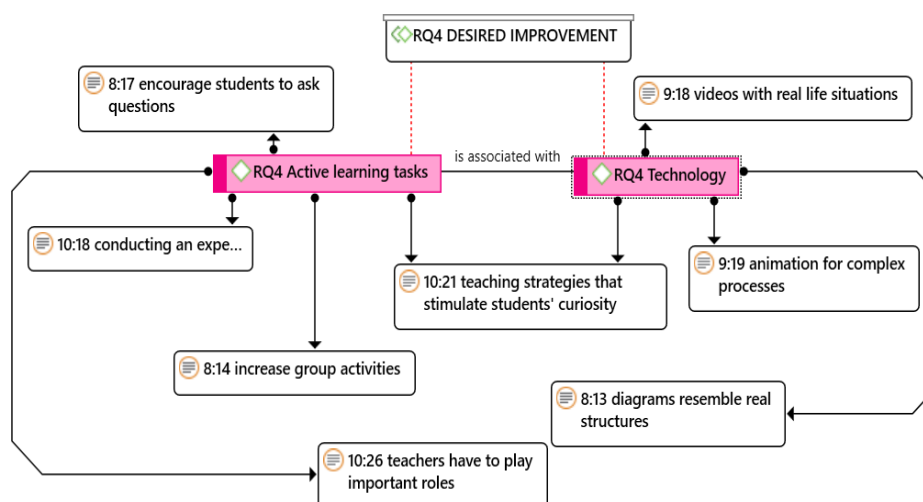 RQ4 DESIRED IMPROVEMENT
8:17 encourage students to ask
questions
9:18 videos with real life situations
is associated with
RQ4 Active learning tasks
RQ4 Technology
10:18 conducting an expe...
10:21 teaching strategies that
stimulate students' curiosity
9:19 animation for complex
processes
8:14 increase group activities
8:13 diagrams resemble real
structures
10:26 teachers have to play
important roles